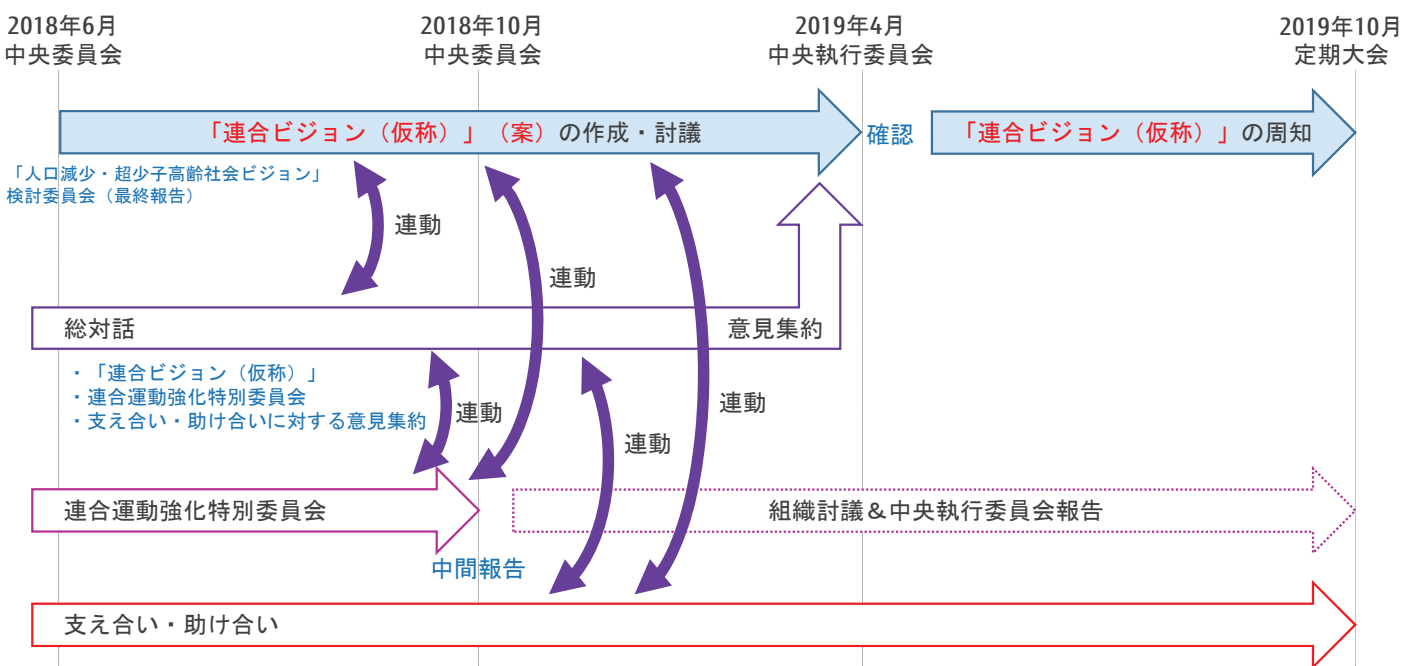 2018年6月
中央委員会
2018年10月
中央委員会
2019年4月
中央執行委員会
2019年10月
定期大会
「連合ビジョン（仮称）」（案）の作成・討議
確認
「連合ビジョン（仮称）」の周知
「人口減少・超少子高齢社会ビジョン」
検討委員会（最終報告）
連動
連動
総対話
意見集約
・「連合ビジョン（仮称）」
・連合運動強化特別委員会
・支え合い・助け合いに対する意見集約
連動
連動
連動
連合運動強化特別委員会
組織討議＆中央執行委員会報告
中間報告
支え合い・助け合い